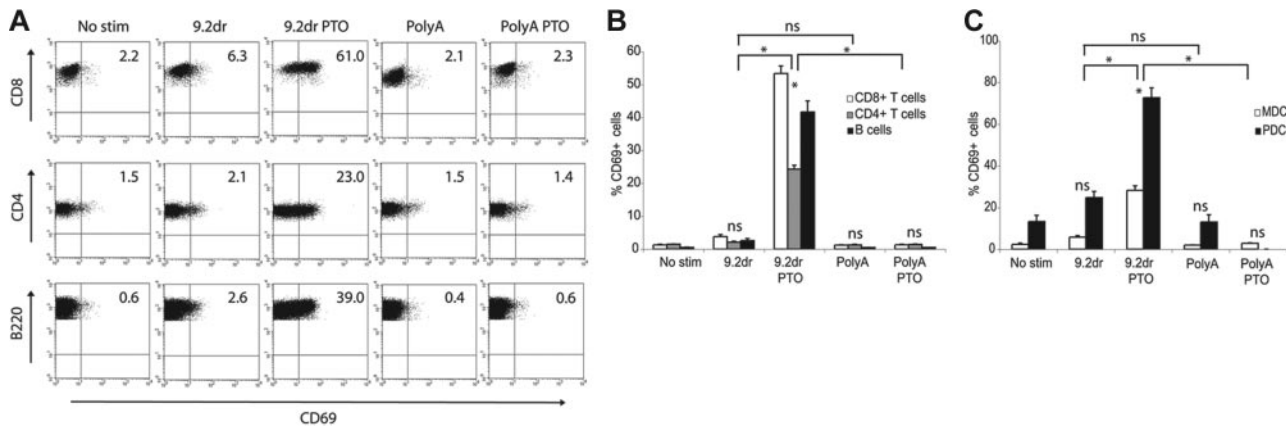 A
No stim 9.2dr 9.2dr PTO PolyA PolyA PTO
CD8
2.2 6.3 61.0 2.1 2.3
CD4
1.5 2.1 23.0 1.5 1.4
B220
0.6 2.6 39.0 0.4 0.6
CD69
B
% CD69+ cells
60
50
40
30
20
10
0
ns
* *
*
CD8+ T cells
CD4+ T cells
B cells
ns ns ns
No stim 9.2dr 9.2dr PTO PolyA PolyA PTO
C
% CD69+ cells
100
80
60
40
20
0
ns
* *
*
MDC
PDC
ns ns ns
No stim 9.2dr 9.2dr PTO PolyA PolyA PTO